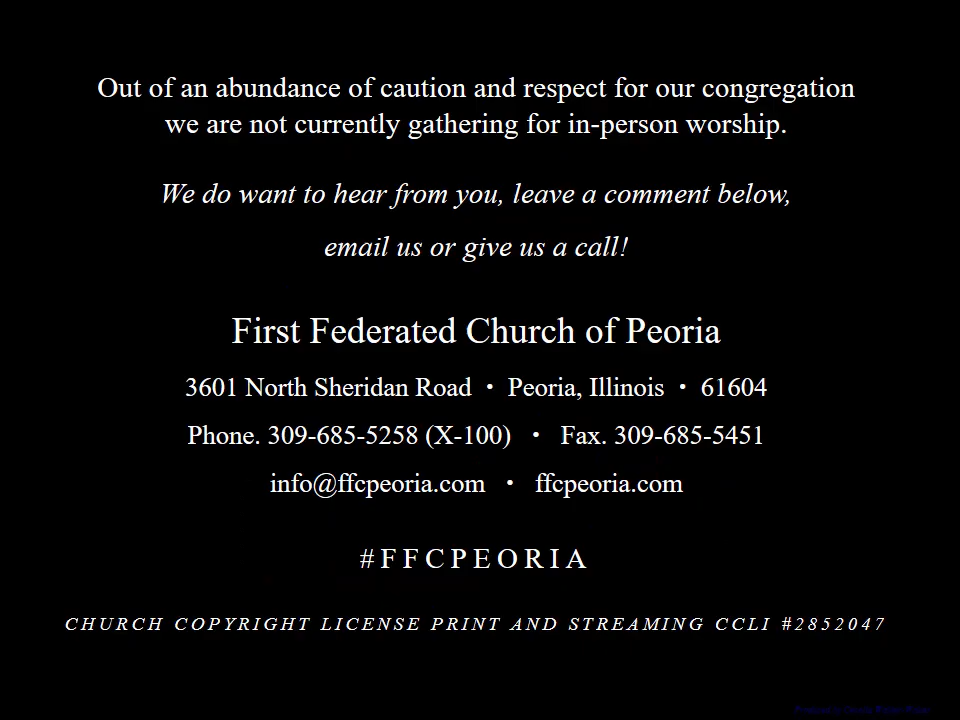 Out of an abundance of caution and respect for our congregation
we are not currently gathering for in-person worship.
We do want to hear from you, leave a comment below,
email us or give us a call!
First Federated Church of Peoria
3601 North Sheridan Road • Peoria, Illinois • 61604
Phone. 309-685-5258 (X-100) • Fax. 309-685-5451
info@ffcpeoria.com • ffcpeoria.com
#FFCPEORIA
CHURCH COPYRIGHT LICENSE PRINT AND STREAMING CCLI #2852047